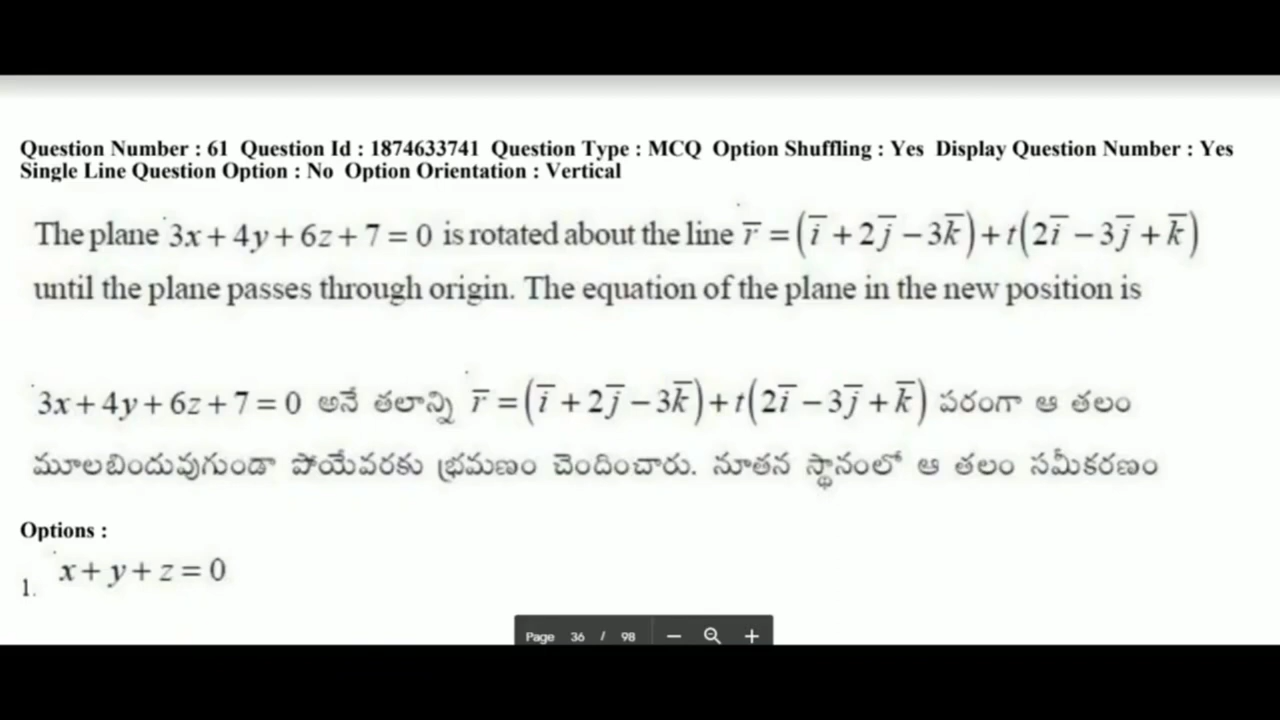 Question Number : 61 Question Id : 1874633741 Question Type : MCQ Option Shuffling : Yes Display Question Number : Yes
Single Line Question Option : No Option Orientation : Vertical
The plane 3x + 4y + 6z + 7 = 0 is rotated about the line r̅ = (i̅ + 2j̅ − 3k̅) + t(2i̅ − 3j̅ + k̅)
until the plane passes through origin. The equation of the plane in the new position is
3x + 4y + 6z + 7 = 0 అనే తలాన్ని r̅ = (i̅ + 2j̅ − 3k̅) + t(2i̅ − 3j̅ + k̅) పరంగా ఆ తలం
మూలబిందువుగుండా పోయేవరకు భ్రమణం చెందించారు. నూతన స్థానంలో ఆ తలం సమీకరణం
Options :
1. x + y + z = 0
Page 36 / 98 − +